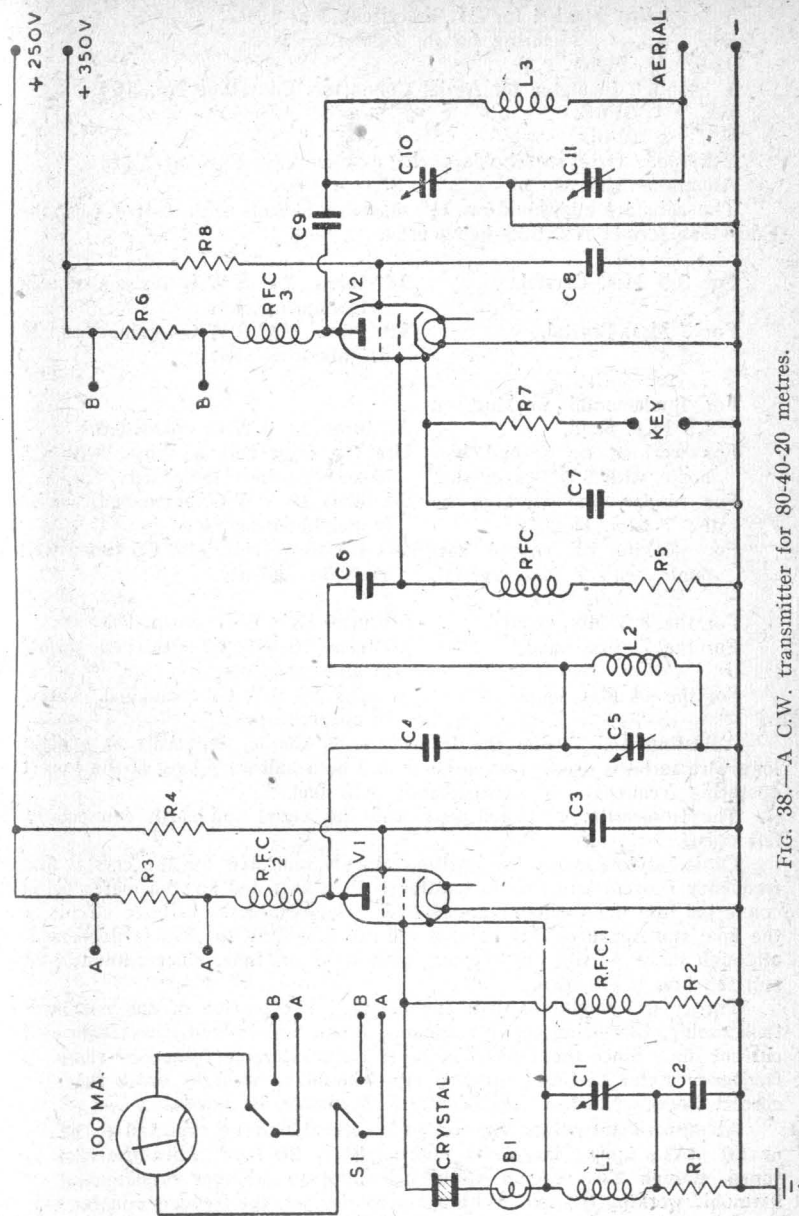 + 250V
+ 350V
100 MA.
B
A
S1
B
A
A
R3
A
R.F.C
2
R4
B
R6
B
RFC
3
R8
C9
V1
V2
C4
C6
C10
L3
CRYSTAL
B1
L1
R1
C1
C2
R.F.C.1
R2
C3
C5
L2
RFC
R5
C7
R7
KEY
C8
C11
AERIAL
-
FIG. 38.—A C.W. transmitter for 80-40-20 metres.